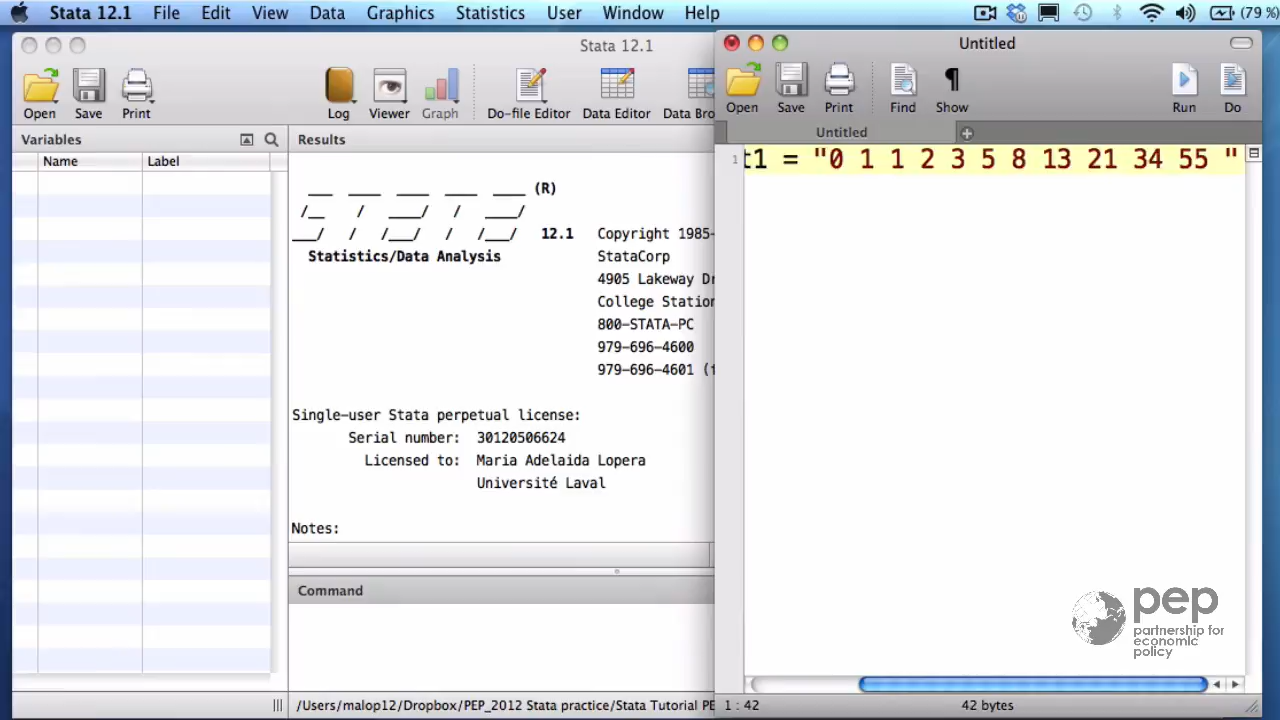 Stata 12.1 File Edit View Data Graphics Statistics User Window Help (79 %)
Stata 12.1
Open Save Print Log Viewer Graph Do-file Editor Data Editor Data Bro
Variables
Name Label
Results
(R)
12.1 Copyright 1985-
Statistics/Data Analysis StataCorp
4905 Lakeway Dr
College Station
800-STATA-PC
979-696-4600
979-696-4601 (f
Single-user Stata perpetual license:
Serial number: 30120506624
Licensed to: Maria Adelaida Lopera
Université Laval
Notes:
Command
/Users/malop12/Dropbox/PEP_2012 Stata practice/Stata Tutorial PE
Untitled
Open Save Print Find Show Run Do
Untitled
1 t1 = "0 1 1 2 3 5 8 13 21 34 55 "
1 : 42 42 bytes
pep
partnership for
economic
policy